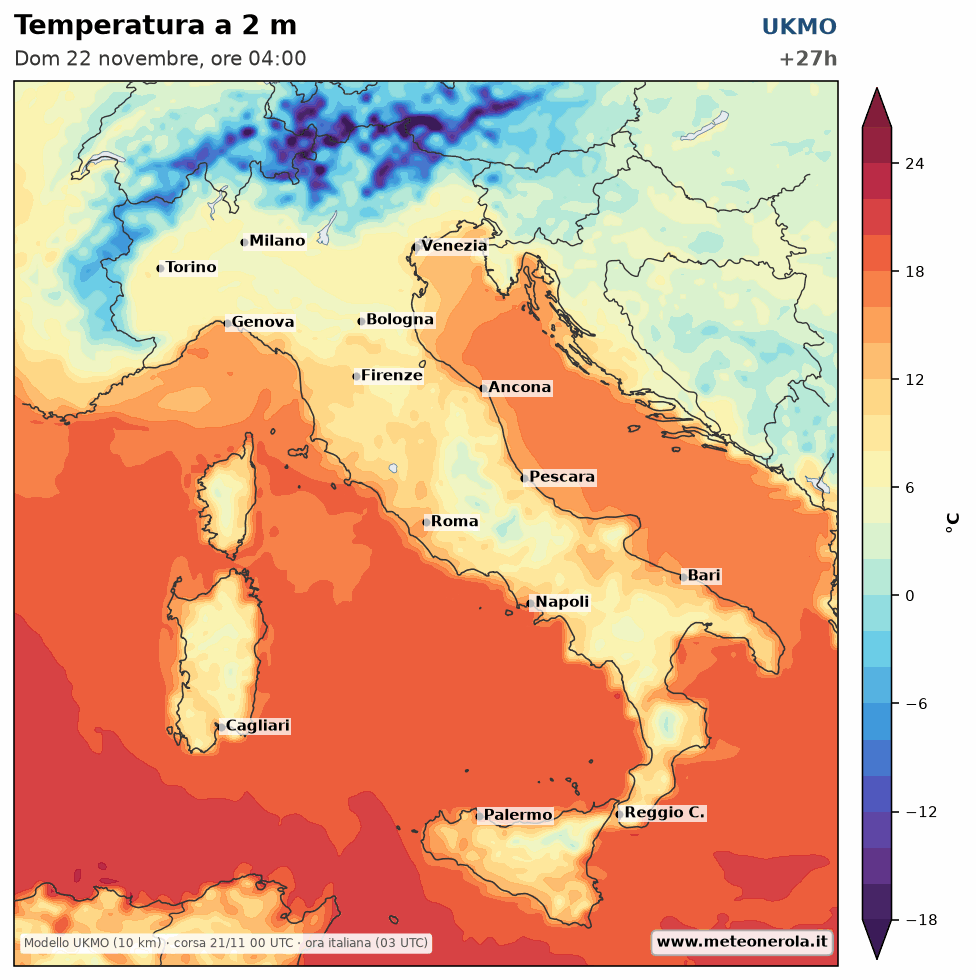 Temperatura a 2 m
UKMO
Dom 22 novembre, ore 04:00
+27h
Milano
Venezia
Torino
Genova
Bologna
Firenze
Ancona
Pescara
Roma
Bari
Napoli
Cagliari
Palermo
Reggio C.
24
18
12
6
0
−6
−12
−18
°C
Modello UKMO (10 km) · corsa 21/11 00 UTC · ora italiana (03 UTC)
www.meteonerola.it